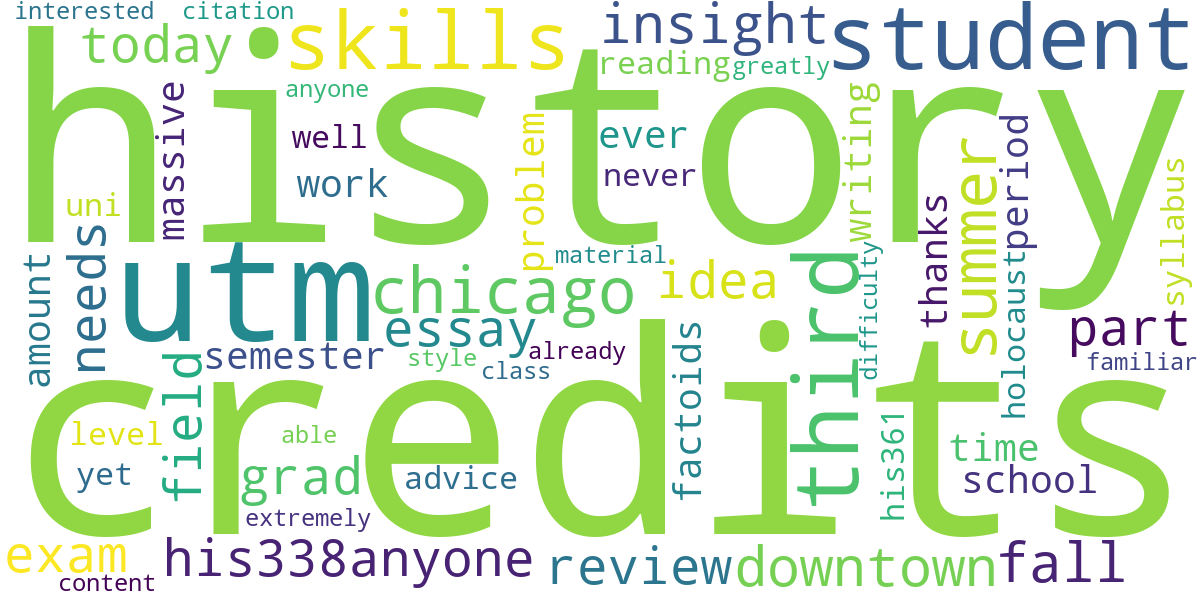 interested citation
today skills insight student
reading greatly
history
anyone
massive
well
work
problem
ever
never
writing
summer
period
holocaust
syllabus
uni
needs
amount
utm
chicago
material
idea
third
difficulty
thanks
part
familiar
essay
semester
style
class
already
factoids
field
credits
level
yet
able
grad
advice
extremely
his361
time
school
exam
content
his338anyone
review
downtown
fall